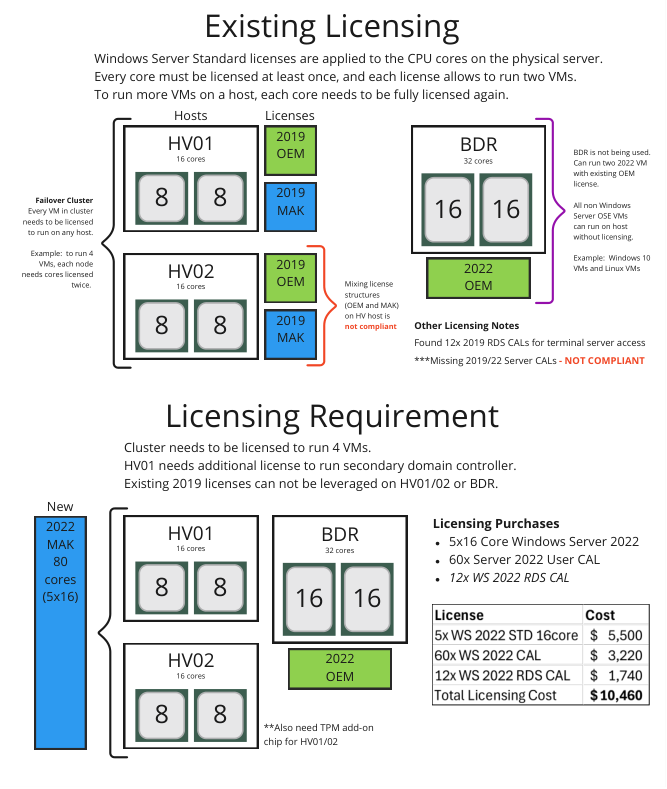 Existing Licensing
Windows Server Standard licenses are applied to the CPU cores on the physical server.
Every core must be licensed at least once, and each license allows to run two VMs.
To run more VMs on a host, each core needs to be fully licensed again.
Hosts
Licenses
HV01
16 cores
8
8
2019
OEM
2019
MAK
Failover Cluster
Every VM in cluster
needs to be licensed
to run on any host.
Example: to run 4
VMs, each node
needs cores licensed
twice.
HV02
16 cores
8
8
2019
OEM
2019
MAK
Mixing license
structures
(OEM and MAK)
on HV host is
not compliant
BDR
32 cores
16
16
2022
OEM
BDR is not being used.
Can run two 2022 VM
with existing OEM
license.
All non Windows
Server OSE VMs
can run on host
without licensing.
Example: Windows 10
VMs and Linux VMs
Other Licensing Notes
Found 12x 2019 RDS CALs for terminal server access
***Missing 2019/22 Server CALs - NOT COMPLIANT
Licensing Requirement
Cluster needs to be licensed to run 4 VMs.
HV01 needs additional license to run secondary domain controller.
Existing 2019 licenses can not be leveraged on HV01/02 or BDR.
New
2022
MAK
80
cores
(5x16)
HV01
16 cores
8
8
HV02
16 cores
8
8
BDR
32 cores
16
16
2022
OEM
**Also need TPM add-on
chip for HV01/02
Licensing Purchases
• 5x16 Core Windows Server 2022
• 60x Server 2022 User CAL
• 12x WS 2022 RDS CAL
License Cost
5x WS 2022 STD 16core $ 5,500
60x WS 2022 CAL $ 3,220
12x WS 2022 RDS CAL $ 1,740
Total Licensing Cost $10,460